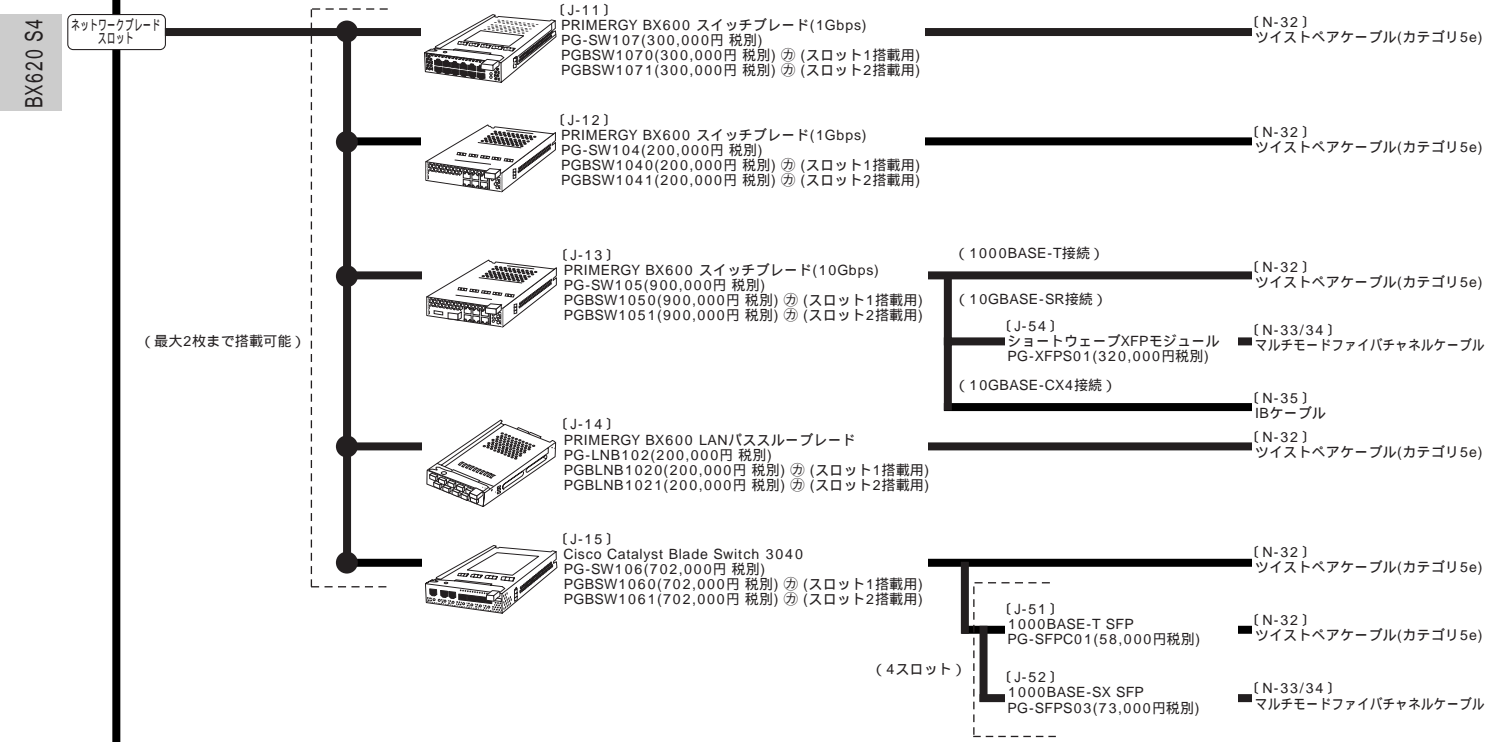 BX620 S4
ネットワークブレード
スロット
(最大2枚まで搭載可能)
〔J-11〕
PRIMERGY BX600 スイッチブレード(1Gbps)
PG-SW107(300,000円 税別)
PGBSW1070(300,000円 税別) ㋕ (スロット1搭載用)
PGBSW1071(300,000円 税別) ㋕ (スロット2搭載用)
〔N-32〕
ツイストペアケーブル(カテゴリ5e)
〔J-12〕
PRIMERGY BX600 スイッチブレード(1Gbps)
PG-SW104(200,000円 税別)
PGBSW1040(200,000円 税別) ㋕ (スロット1搭載用)
PGBSW1041(200,000円 税別) ㋕ (スロット2搭載用)
〔N-32〕
ツイストペアケーブル(カテゴリ5e)
〔J-13〕
PRIMERGY BX600 スイッチブレード(10Gbps)
PG-SW105(900,000円 税別)
PGBSW1050(900,000円 税別) ㋕ (スロット1搭載用)
PGBSW1051(900,000円 税別) ㋕ (スロット2搭載用)
(1000BASE-T接続)
〔N-32〕
ツイストペアケーブル(カテゴリ5e)
(10GBASE-SR接続)
〔J-54〕
ショートウェーブXFPモジュール
PG-XFPS01(320,000円税別)
〔N-33/34〕
マルチモードファイバチャネルケーブル
(10GBASE-CX4接続)
〔N-35〕
IBケーブル
〔J-14〕
PRIMERGY BX600 LANパススルーブレード
PG-LNB102(200,000円 税別)
PGBLNB1020(200,000円 税別) ㋕ (スロット1搭載用)
PGBLNB1021(200,000円 税別) ㋕ (スロット2搭載用)
〔N-32〕
ツイストペアケーブル(カテゴリ5e)
〔J-15〕
Cisco Catalyst Blade Switch 3040
PG-SW106(702,000円 税別)
PGBSW1060(702,000円 税別) ㋕ (スロット1搭載用)
PGBSW1061(702,000円 税別) ㋕ (スロット2搭載用)
〔N-32〕
ツイストペアケーブル(カテゴリ5e)
(4スロット)
〔J-51〕
1000BASE-T SFP
PG-SFPC01(58,000円税別)
〔N-32〕
ツイストペアケーブル(カテゴリ5e)
〔J-52〕
1000BASE-SX SFP
PG-SFPS03(73,000円税別)
〔N-33/34〕
マルチモードファイバチャネルケーブル